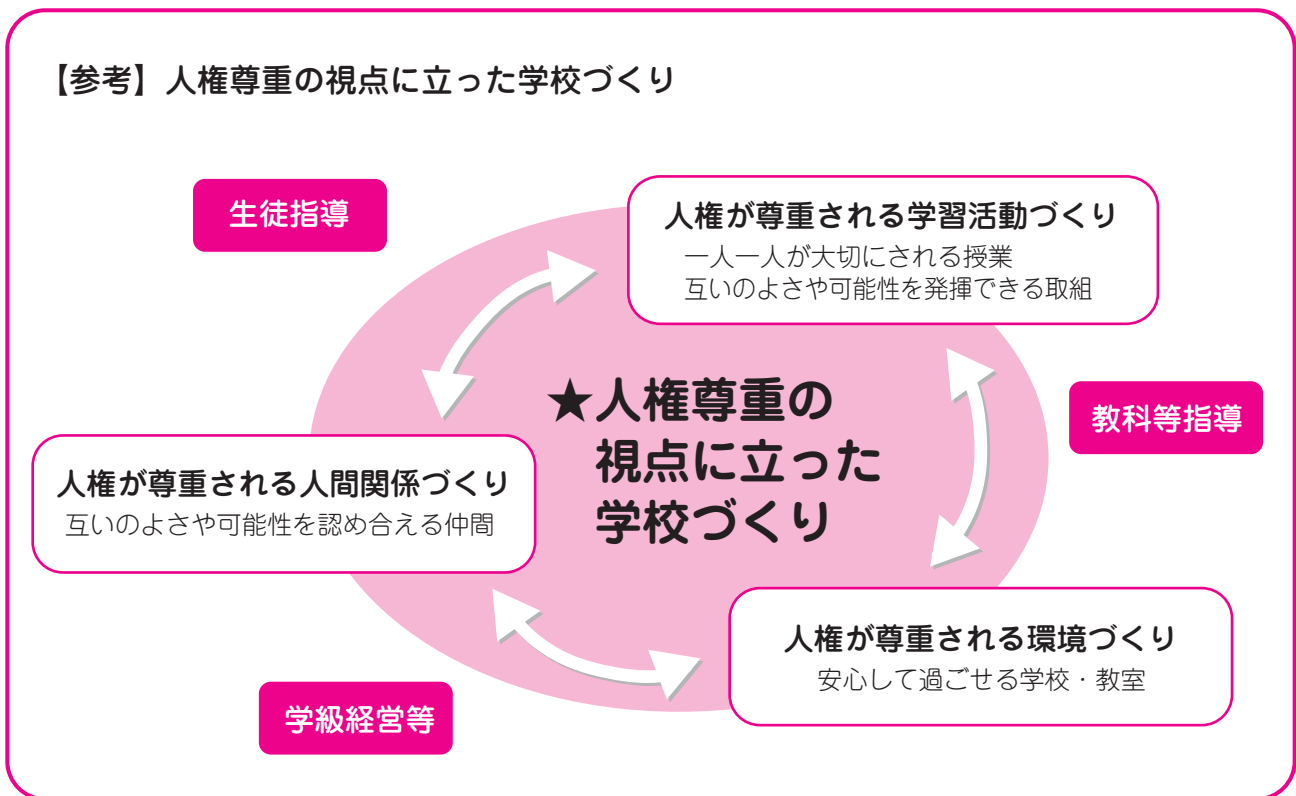 【参考】人権尊重の視点に立った学校づくり
生徒指導
人権が尊重される学習活動づくり
一人一人が大切にされる授業
互いのよさや可能性を発揮できる取組
★人権尊重の
視点に立った
学校づくり
教科等指導
人権が尊重される人間関係づくり
互いのよさや可能性を認め合える仲間
人権が尊重される環境づくり
安心して過ごせる学校・教室
学級経営等